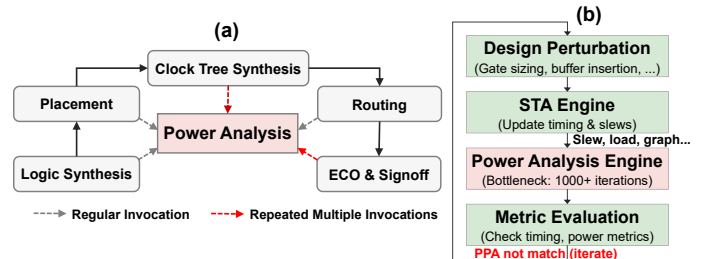 (a)
Clock Tree Synthesis
Placement
Routing
Power Analysis
Logic Synthesis
ECO & Signoff
Regular Invocation
Repeated Multiple Invocations
(b)
Design Perturbation
(Gate sizing, buffer insertion, ...)
STA Engine
(Update timing & slews)
Slew, load, graph...
Power Analysis Engine
(Bottleneck: 1000+ iterations)
Metric Evaluation
(Check timing, power metrics)
PPA not match (iterate)